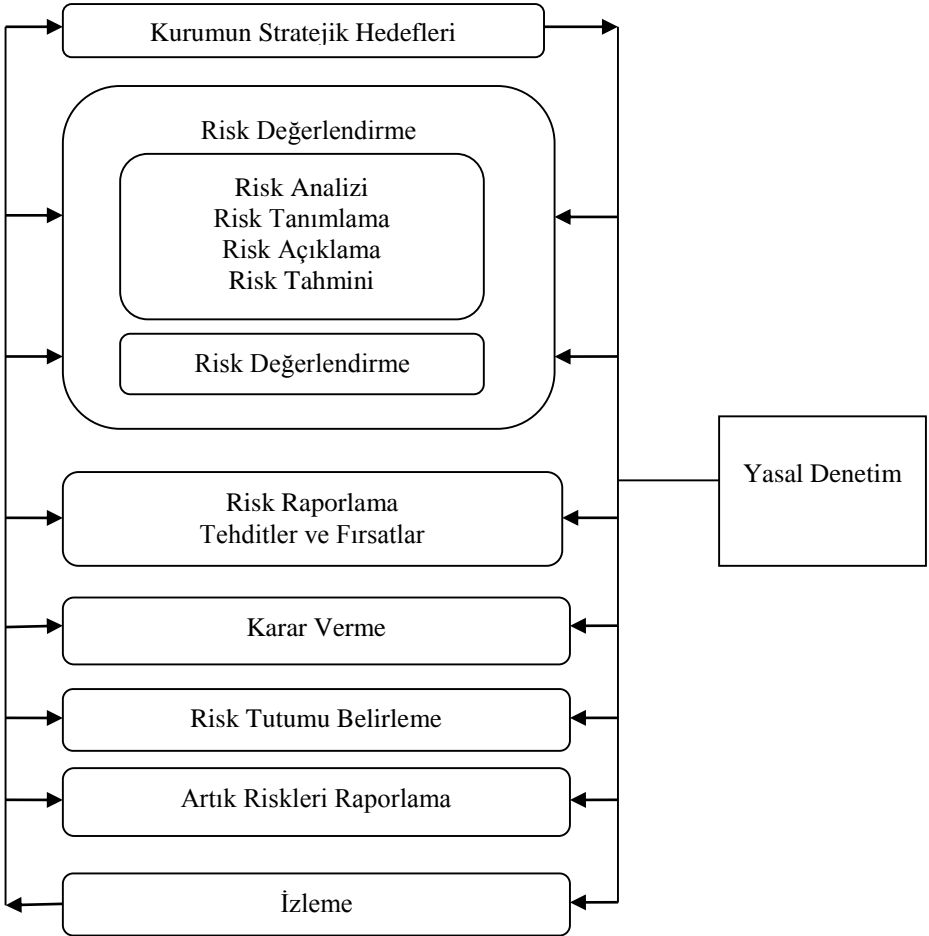 Kurumun Stratejik Hedefleri
Risk Değerlendirme
Risk Analizi
Risk Tanımlama
Risk Açıklama
Risk Tahmini
Risk Değerlendirme
Yasal Denetim
Risk Raporlama
Tehditler ve Fırsatlar
Karar Verme
Risk Tutumu Belirleme
Artık Riskleri Raporlama
İzleme